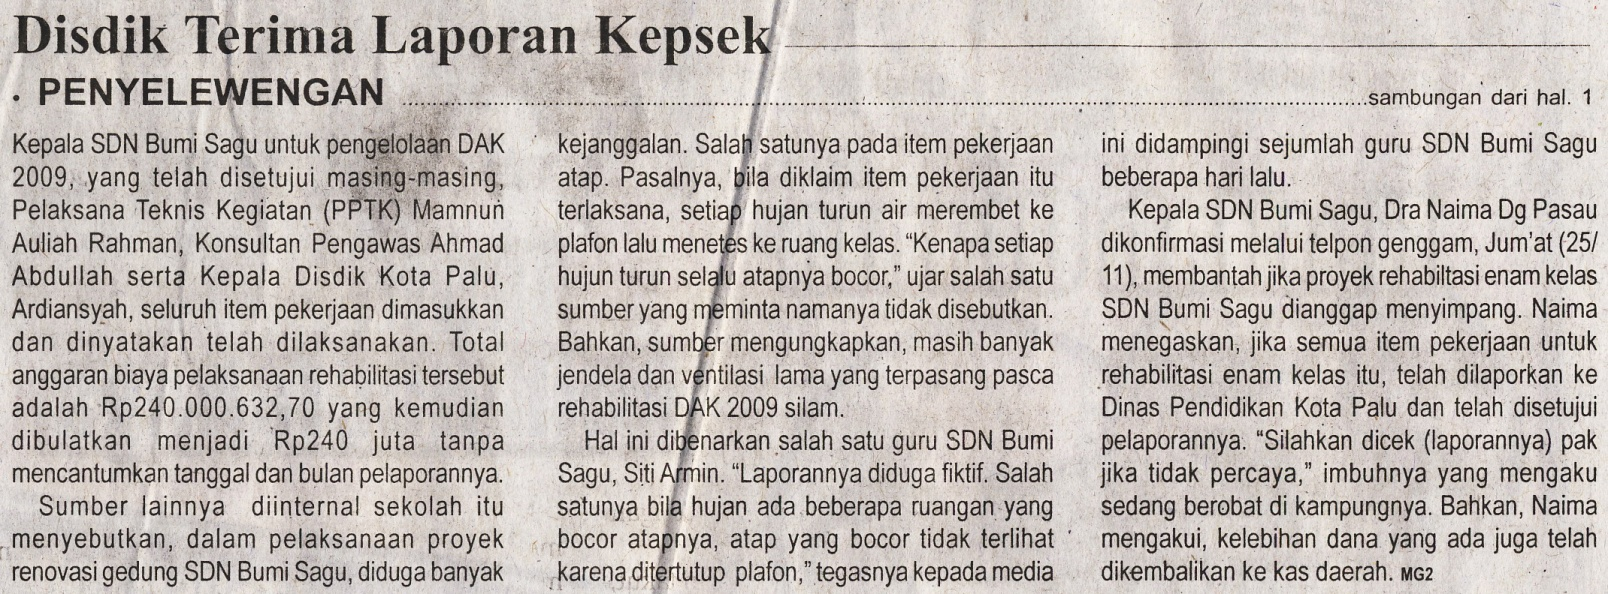 Disdik Terima Laporan Kepsek
• PENYELEWENGAN ........ sambungan dari hal. 1
Kepala SDN Bumi Sagu untuk pengelolaan DAK
2009, yang telah disetujui masing-masing,
Pelaksana Teknis Kegiatan (PPTK) Mamnun
Auliah Rahman, Konsultan Pengawas Ahmad
Abdullah serta Kepala Disdik Kota Palu,
Ardiansyah, seluruh item pekerjaan dimasukkan
dan dinyatakan telah dilaksanakan. Total
anggaran biaya pelaksanaan rehabilitasi tersebut
adalah Rp240.000.632,70 yang kemudian
dibulatkan menjadi Rp240 juta tanpa
mencantumkan tanggal dan bulan pelaporannya.
Sumber lainnya diinternal sekolah itu
menyebutkan, dalam pelaksanaan proyek
renovasi gedung SDN Bumi Sagu, diduga banyak
kejanggalan. Salah satunya pada item pekerjaan
atap. Pasalnya, bila diklaim item pekerjaan itu
terlaksana, setiap hujan turun air merembet ke
plafon lalu menetes ke ruang kelas. “Kenapa setiap
hujun turun selalu atapnya bocor,” ujar salah satu
sumber yang meminta namanya tidak disebutkan.
Bahkan, sumber mengungkapkan, masih banyak
jendela dan ventilasi lama yang terpasang pasca
rehabilitasi DAK 2009 silam.
Hal ini dibenarkan salah satu guru SDN Bumi
Sagu, Siti Armin. “Laporannya diduga fiktif. Salah
satunya bila hujan ada beberapa ruangan yang
bocor atapnya, atap yang bocor tidak terlihat
karena ditertutup plafon,” tegasnya kepada media
ini didampingi sejumlah guru SDN Bumi Sagu
beberapa hari lalu.
Kepala SDN Bumi Sagu, Dra Naima Dg Pasau
dikonfirmasi melalui telpon genggam, Jum’at (25/
11), membantah jika proyek rehabiltasi enam kelas
SDN Bumi Sagu dianggap menyimpang. Naima
menegaskan, jika semua item pekerjaan untuk
rehabilitasi enam kelas itu, telah dilaporkan ke
Dinas Pendidikan Kota Palu dan telah disetujui
pelaporannya. “Silahkan dicek (laporannya) pak
jika tidak percaya,” imbuhnya yang mengaku
sedang berobat di kampungnya. Bahkan, Naima
mengakui, kelebihan dana yang ada juga telah
dikembalikan ke kas daerah. MG2